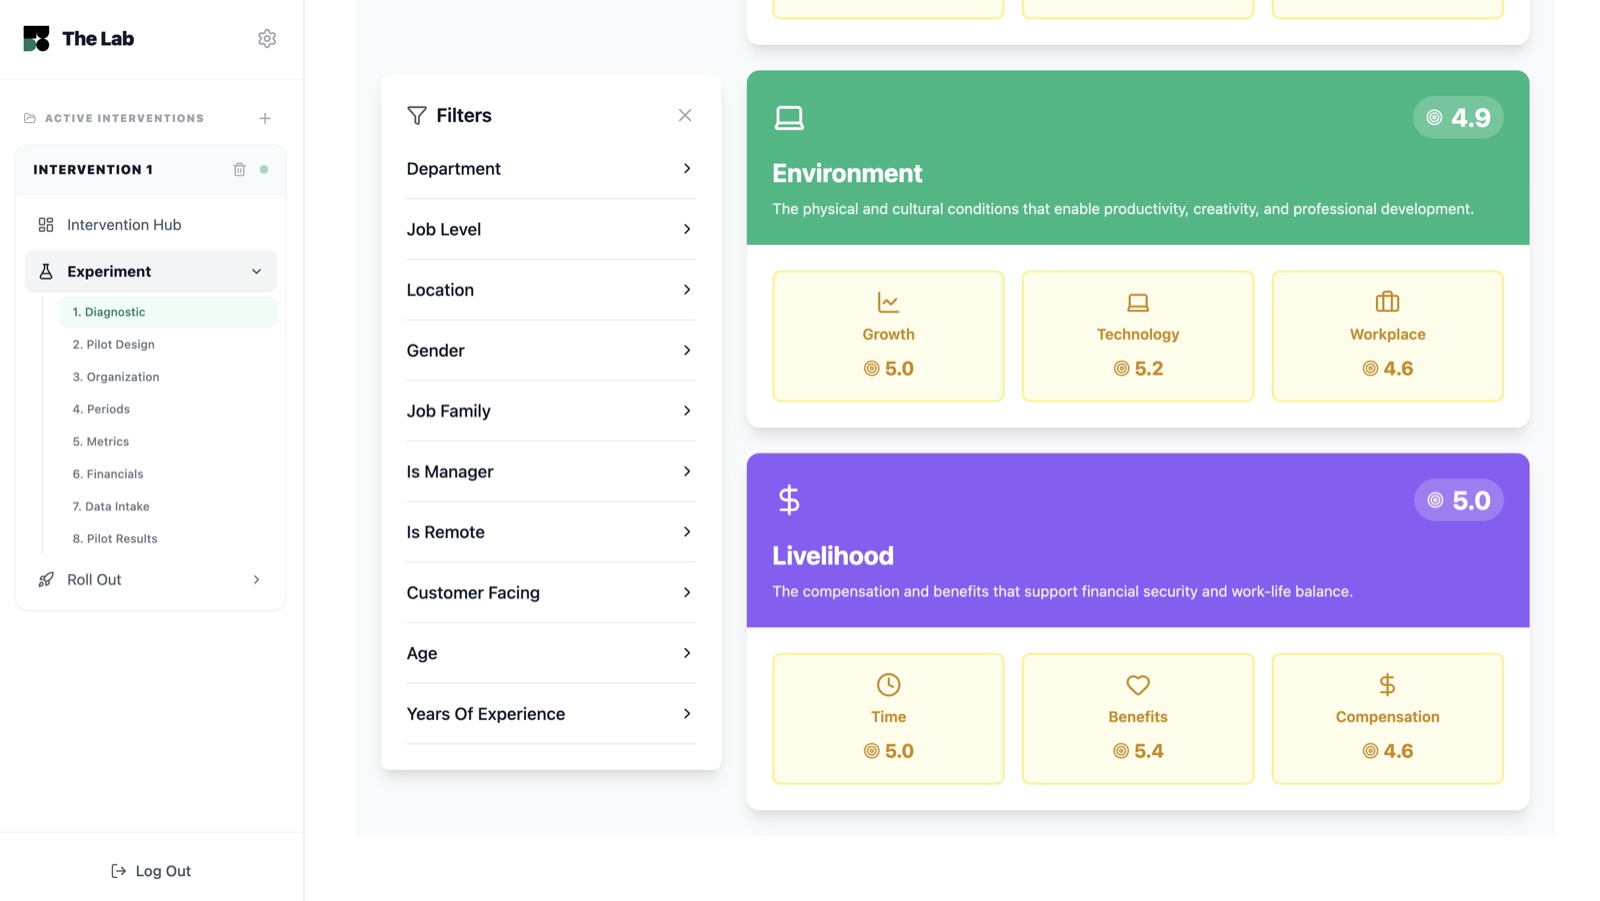 The Lab
ACTIVE INTERVENTIONS
INTERVENTION 1
Intervention Hub
Experiment
1. Diagnostic
2. Pilot Design
3. Organization
4. Periods
5. Metrics
6. Financials
7. Data Intake
8. Pilot Results
Roll Out
Log Out
Filters
Department
Job Level
Location
Gender
Job Family
Is Manager
Is Remote
Customer Facing
Age
Years Of Experience
4.9
Environment
The physical and cultural conditions that enable productivity, creativity, and professional development.
Growth
5.0
Technology
5.2
Workplace
4.6
5.0
Livelihood
The compensation and benefits that support financial security and work-life balance.
Time
5.0
Benefits
5.4
Compensation
4.6